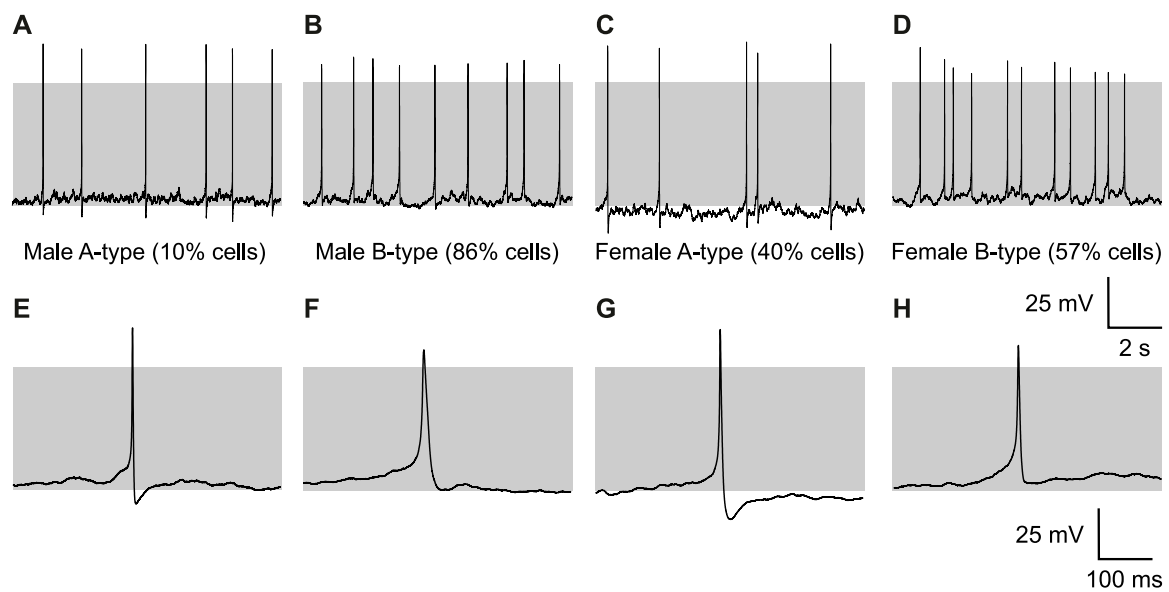 A
B
C
D
Male A-type (10% cells)
Male B-type (86% cells)
Female A-type (40% cells)
Female B-type (57% cells)
25 mV
2 s
E
F
G
H
25 mV
100 ms